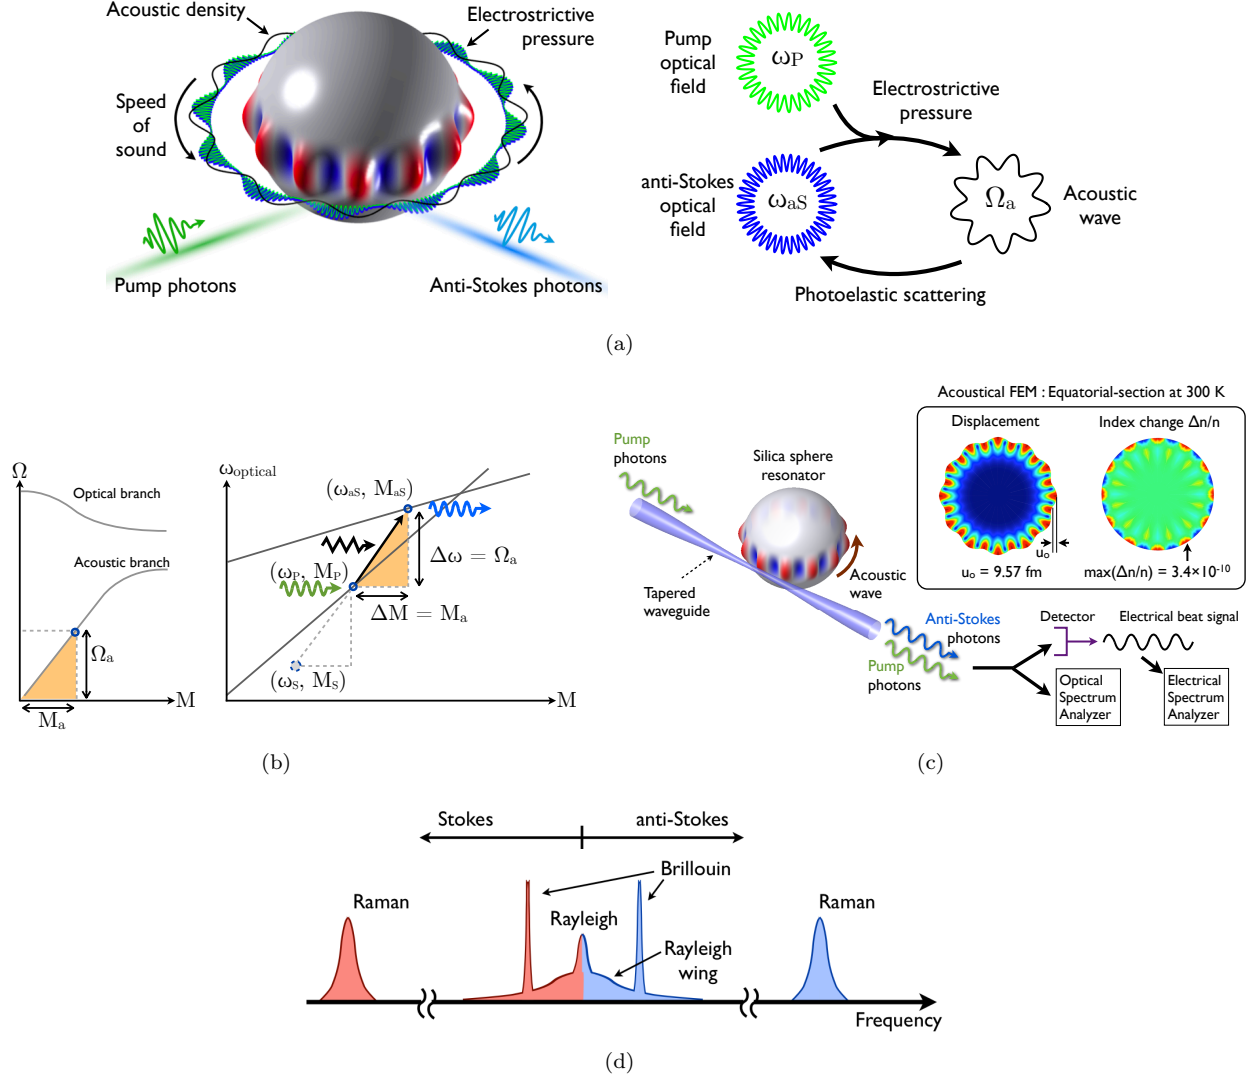 Acoustic density
Electrostrictive
pressure
Speed
of
sound
Pump photons
Anti-Stokes photons
Pump
optical
field
ωP
Electrostrictive
pressure
anti-Stokes
optical
field
ωaS
Ωa
Acoustic
wave
Photoelastic scattering
(a)
Ω
Optical branch
Acoustic branch
Ωa
Ma
M
ωoptical
(ωaS, MaS)
Δω = Ωa
(ωP, MP)
ΔM = Ma
(ωS, MS)
M
(b)
Acoustical FEM : Equatorial-section at 300 K
Displacement
Index change Δn/n
uo
uo = 9.57 fm
max(Δn/n) = 3.4×10-10
Pump
photons
Silica sphere
resonator
Tapered
waveguide
Acoustic
wave
Anti-Stokes
photons
Pump
photons
Detector
Electrical beat signal
Optical
Spectrum
Analyzer
Electrical
Spectrum
Analyzer
(c)
Stokes
anti-Stokes
Brillouin
Raman
Rayleigh
Raman
Rayleigh
wing
Frequency
(d)